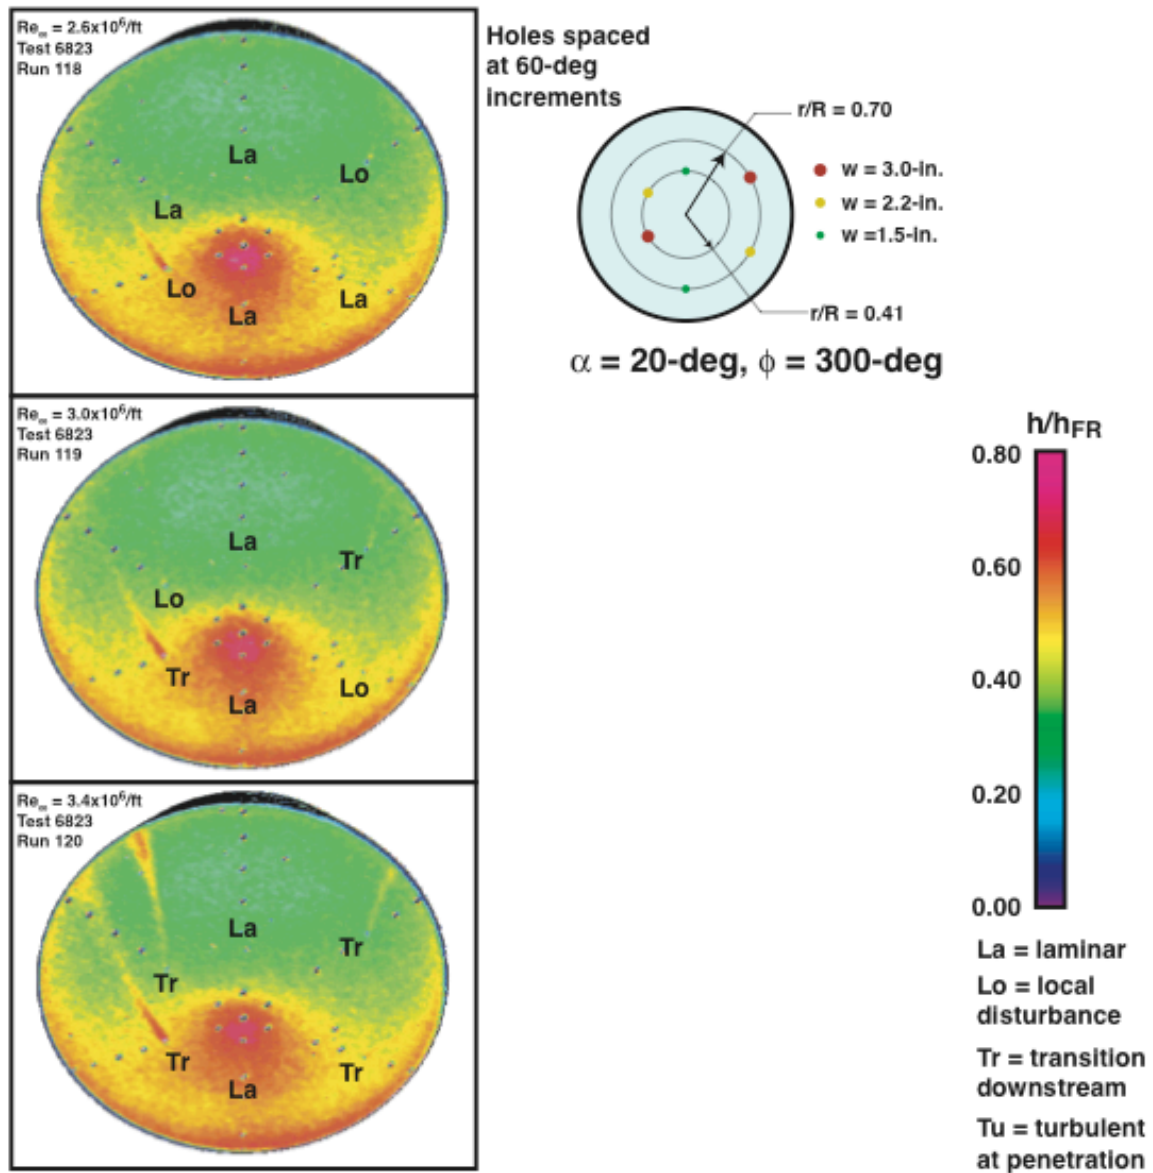 Re∞ = 2.6x10⁶/ft
Test 6823
Run 118
La
Lo
La
Lo
La
La
Holes spaced
at 60-deg
increments
r/R = 0.70
w = 3.0-in.
w = 2.2-in.
w =1.5-in.
r/R = 0.41
α = 20-deg, ϕ = 300-deg
Re∞ = 3.0x10⁶/ft
Test 6823
Run 119
La
Tr
Lo
Tr
Lo
La
h/hFR
0.80
0.60
0.40
0.20
0.00
Re∞ = 3.4x10⁶/ft
Test 6823
Run 120
La
Tr
Tr
Tr
Tr
La
La = laminar
Lo = local
disturbance
Tr = transition
downstream
Tu = turbulent
at penetration